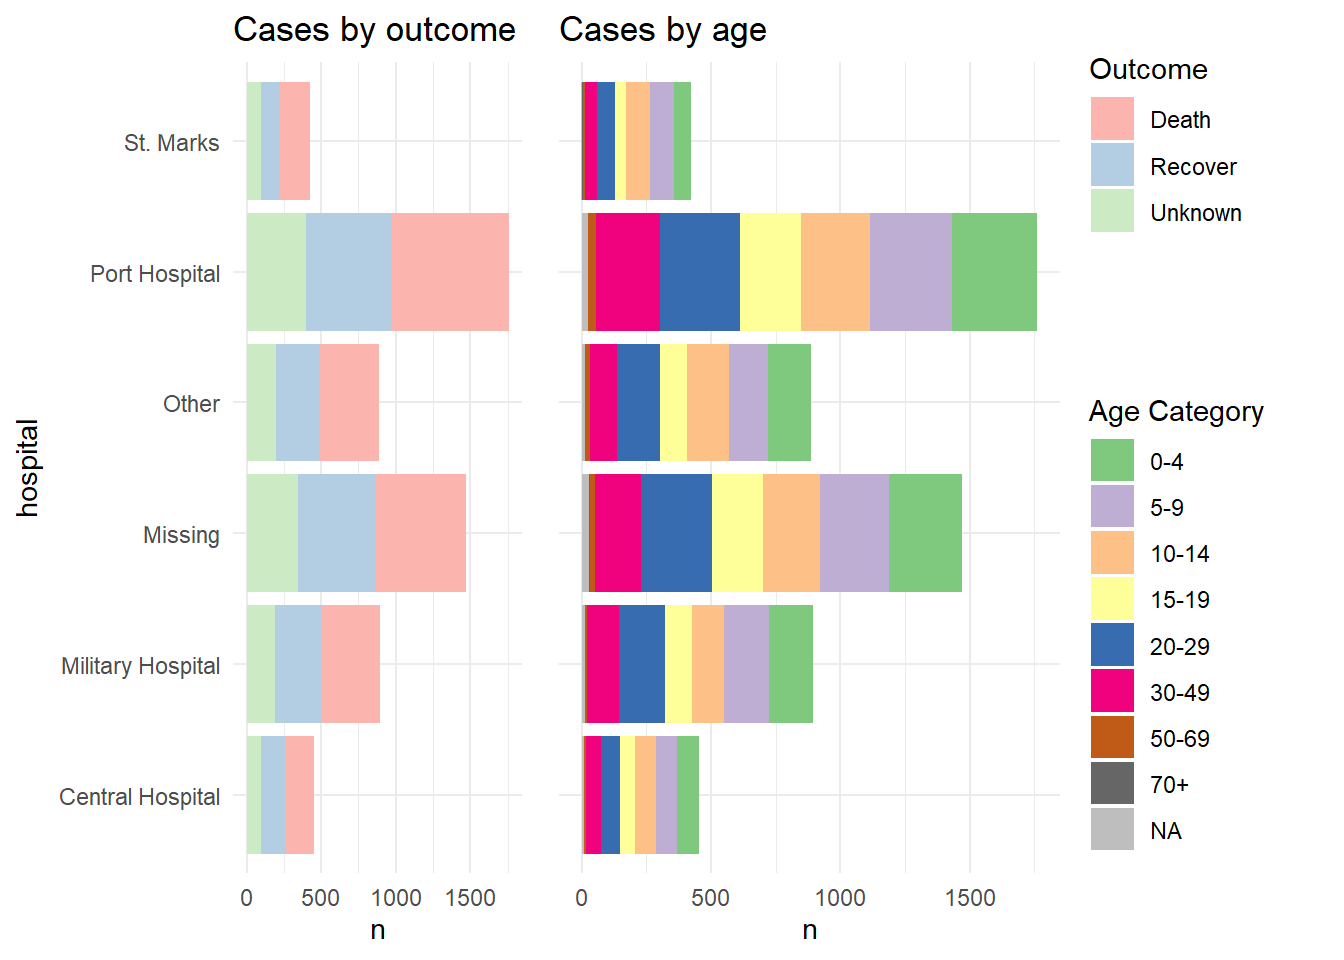 Cases by outcome
Cases by age
hospital
St. Marks
Port Hospital
Other
Missing
Military Hospital
Central Hospital
0 500 1000 1500
n
0 500 1000 1500
n
Outcome
Death
Recover
Unknown
Age Category
0-4
5-9
10-14
15-19
20-29
30-49
50-69
70+
NA